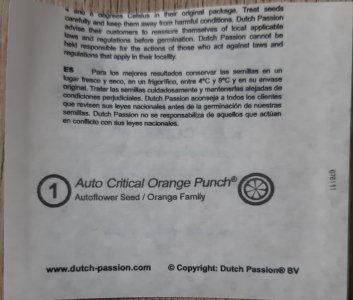 4 and 8 degrees Celsius in their original package. Treat seeds
carefully and keep them away from harmful conditions. Dutch Passion
advise their customers to reassure themselves of local applicable
laws and regulations before germination. Dutch Passion cannot be
held responsible for the actions of those who act against laws and
regulations that apply in their locality.
ES Para los mejores resultados conservar las semillas en un
lugar fresco y seco, en un frigorífico, entre 4ºC y 8ºC y en su envase
original. Tratar las semillas cuidadosamente y mantenerlas alejadas de
condiciones perjudiciales. Dutch Passion aconseja a todos los clientes
que revisen sus leyes nacionales antes de la germinación de nuestras
semillas. Dutch Passion no se responsabiliza de aquellos que actúan
en conflicto con sus leyes nacionales.
1 Auto Critical Orange Punch®
Autoflower Seed / Orange Family
www.dutch-passion.com © Copyright: Dutch Passion® BV